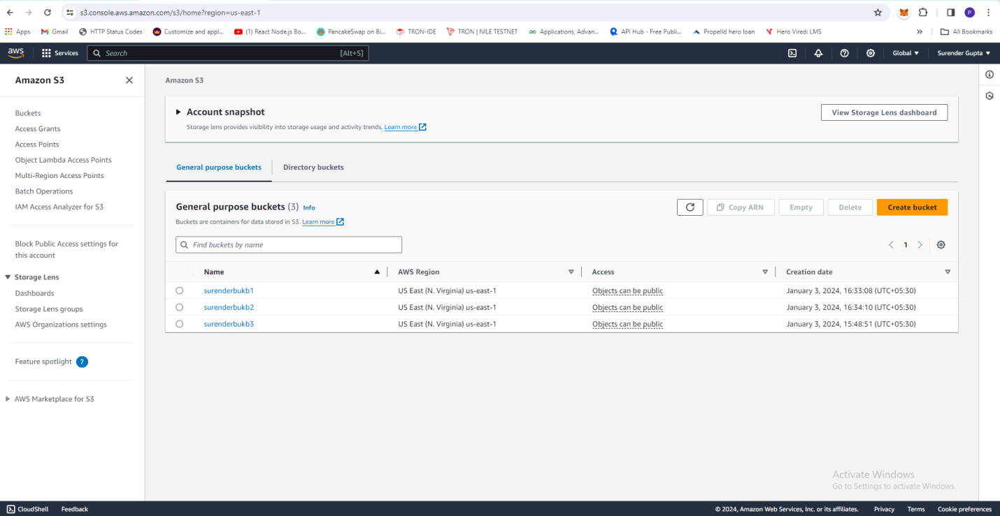 s3.console.aws.amazon.com/s3/home?region=us-east-1
Apps Gmail HTTP Status Codes Customize and appl... (1) React Node.js Bo... PancakeSwap on Bi... TRON-IDE TRON | NILE TESTNET Applications, Advan... API Hub - Free Publi... Propelld hero loan Hero Vired: LMS » All Bookmarks
aws Services Search [Alt+S] Global Surender Gupta
Amazon S3
Buckets
Access Grants
Access Points
Object Lambda Access Points
Multi-Region Access Points
Batch Operations
IAM Access Analyzer for S3
Block Public Access settings for
this account
Storage Lens
Dashboards
Storage Lens groups
AWS Organizations settings
Feature spotlight 7
AWS Marketplace for S3
Amazon S3
Account snapshot
View Storage Lens dashboard
Storage lens provides visibility into storage usage and activity trends. Learn more
General purpose buckets Directory buckets
General purpose buckets (3) Info
Copy ARN Empty Delete Create bucket
Buckets are containers for data stored in S3. Learn more
Find buckets by name
1
Name AWS Region Access Creation date
surenderbukb1 US East (N. Virginia) us-east-1 Objects can be public January 3, 2024, 16:33:08 (UTC+05:30)
surenderbukb2 US East (N. Virginia) us-east-1 Objects can be public January 3, 2024, 16:34:10 (UTC+05:30)
surenderbukb3 US East (N. Virginia) us-east-1 Objects can be public January 3, 2024, 15:48:51 (UTC+05:30)
Activate Windows
Go to Settings to activate Windows.
CloudShell Feedback © 2024, Amazon Web Services, Inc. or its affiliates. Privacy Terms Cookie preferences